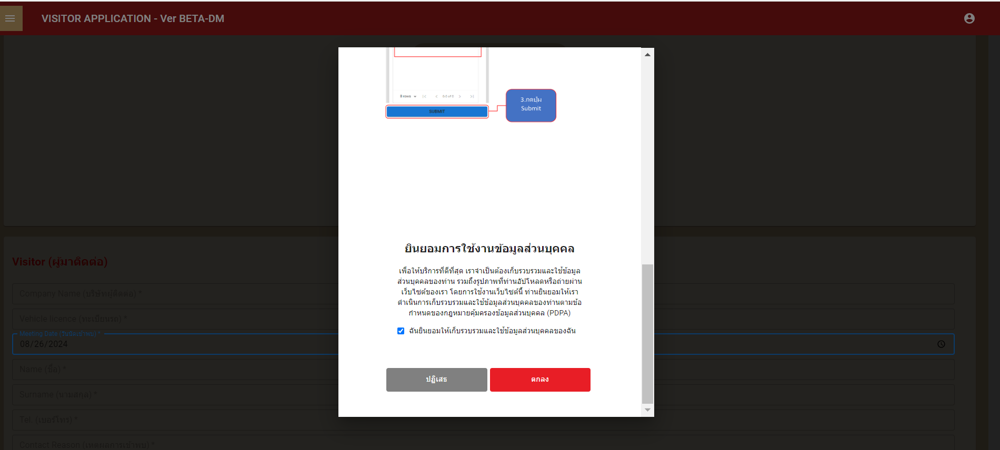 VISITOR APPLICATION - Ver BETA-DM
8 rows
0-0 of 0
SUBMIT
3.กดปุ่ม
Submit
ยินยอมการใช้งานข้อมูลส่วนบุคคล
เพื่อให้บริการที่ดีที่สุด เราจำเป็นต้องเก็บรวบรวมและใช้ข้อมูล
ส่วนบุคคลของท่าน รวมถึงรูปภาพที่ท่านอัปโหลดหรือถ่ายผ่าน
เว็บไซต์ของเรา โดยการใช้งานเว็บไซต์นี้ ท่านยินยอมให้เรา
ดำเนินการเก็บรวบรวมและใช้ข้อมูลส่วนบุคคลของท่านตามข้อ
กำหนดของกฎหมายคุ้มครองข้อมูลส่วนบุคคล (PDPA)
ฉันยินยอมให้เก็บรวบรวมและใช้ข้อมูลส่วนบุคคลของฉัน
ปฏิเสธ
ตกลง
Visitor (ผู้มาติดต่อ)
Company Name (บริษัทผู้ติดต่อ) *
Vehicle licence (ทะเบียนรถ) *
Meeting Date (วันนัดเข้าพบ) *
08/26/2024
Name (ชื่อ) *
Surname (นามสกุล) *
Tel. (เบอร์โทร) *
Contact Reason (เหตุผลการเข้าพบ) *